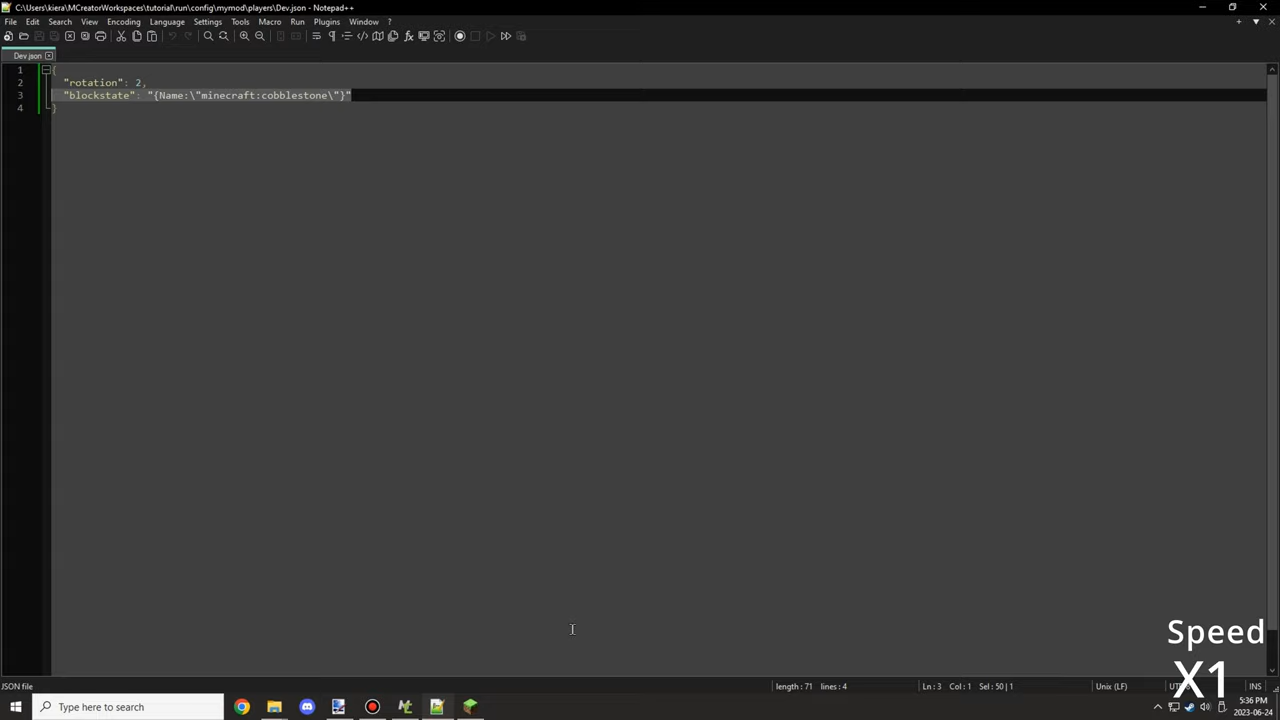 C:\Users\kiera\MCreatorWorkspaces\tutorial\run\config\mymod\players\Dev.json - Notepad++
File Edit Search View Encoding Language Settings Tools Macro Run Plugins Window ?
Dev.json
1 {
2 "rotation": 2,
3 "blockstate": "{Name:\"minecraft:cobblestone\"}"
4 }
Speed
X1
JSON file length : 71 lines : 4 Ln : 3 Col : 1 Sel : 50 | 1 Unix (LF) INS
Type here to search
5:36 PM
2023-06-24